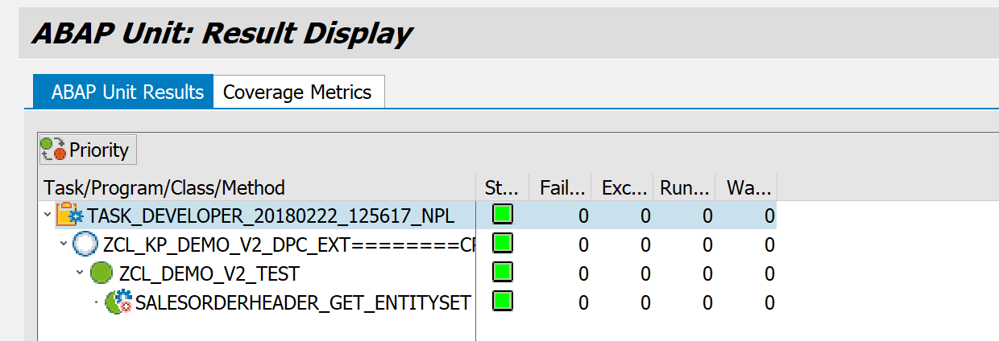 ABAP Unit: Result Display
ABAP Unit Results Coverage Metrics
Priority
Task/Program/Class/Method St... Fail... Exc... Run... Wa...
TASK_DEVELOPER_20180222_125617_NPL 0 0 0 0
ZCL_KP_DEMO_V2_DPC_EXT========CP 0 0 0 0
ZCL_DEMO_V2_TEST 0 0 0 0
SALESORDERHEADER_GET_ENTITYSET 0 0 0 0